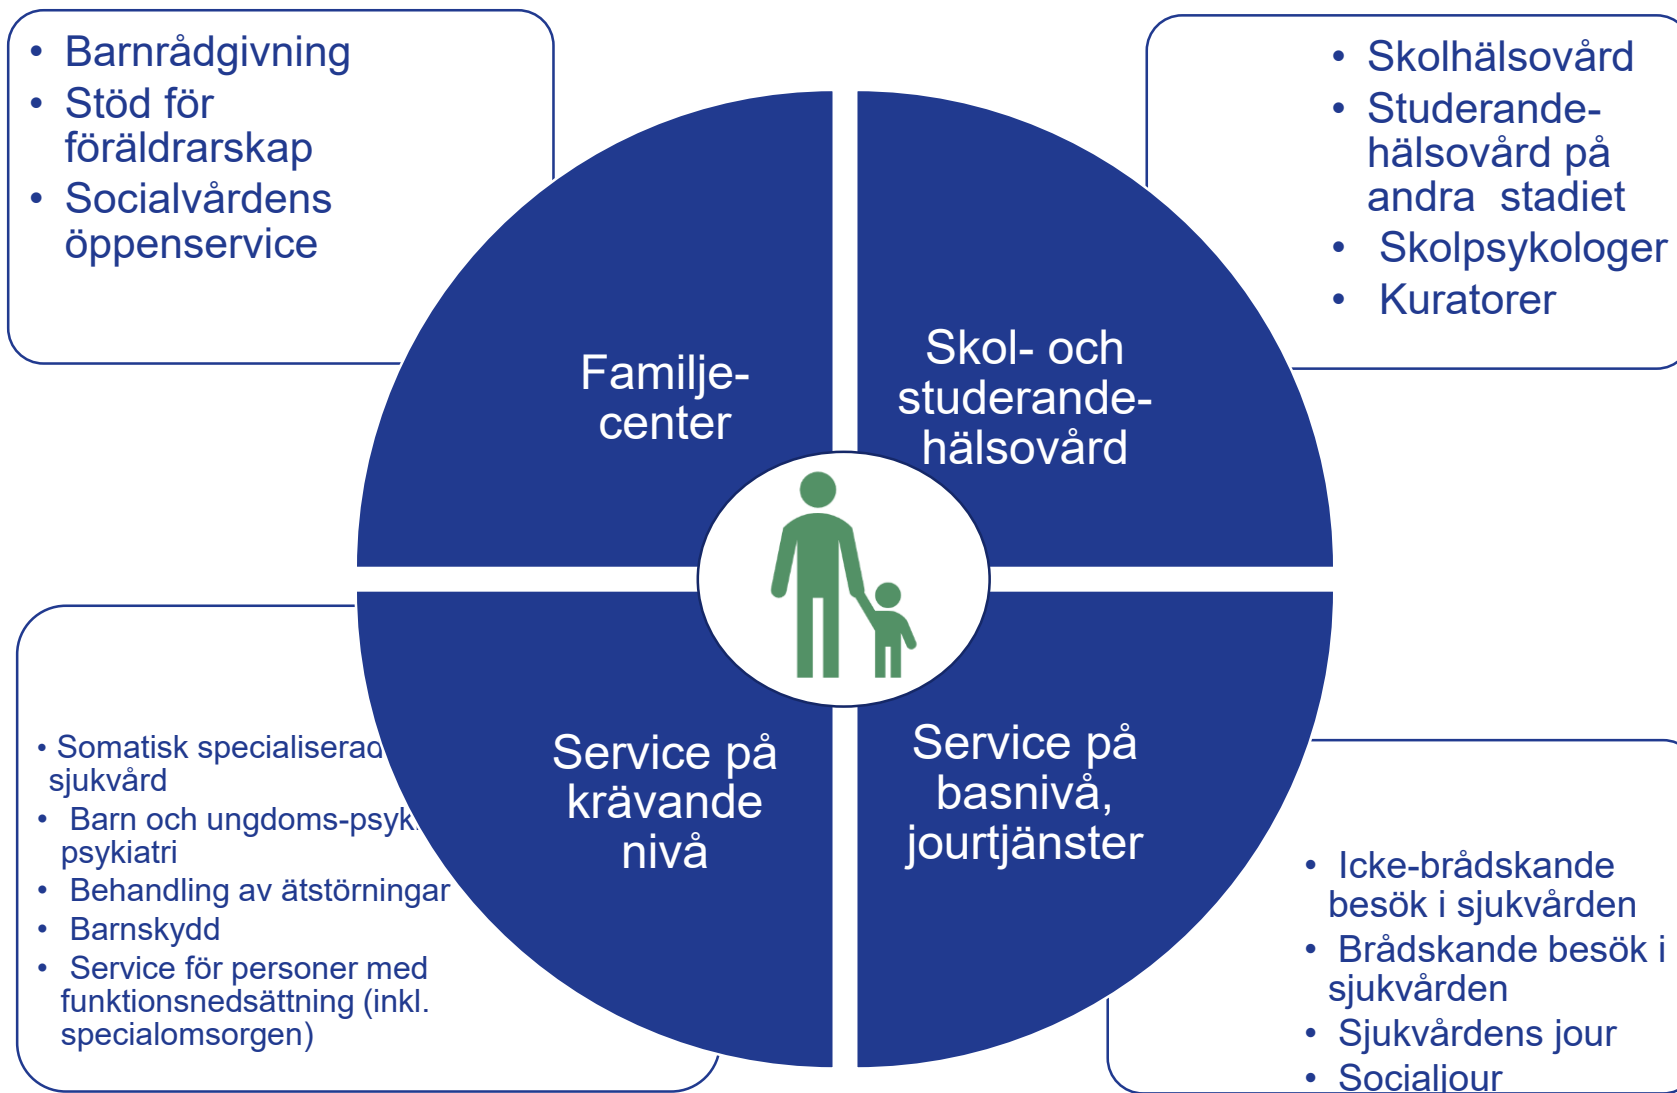 • Barnrådgivning
• Stöd för
föräldrarskap
• Socialvårdens
öppenservice
• Skolhälsovård
• Studerande-
hälsovård på
andra stadiet
• Skolpsykologer
• Kuratorer
Familje-
center
Skol- och
studerande-
hälsovård
Service på
krävande
nivå
Service på
basnivå,
jourtjänster
• Somatisk specialiserad
sjukvård
• Barn och ungdoms-psyk
psykiatri
• Behandling av ätstörningar
• Barnskydd
• Service för personer med
funktionsnedsättning (inkl.
specialomsorgen)
• Icke-brådskande
besök i sjukvården
• Brådskande besök i
sjukvården
• Sjukvårdens jour
• Socialjour